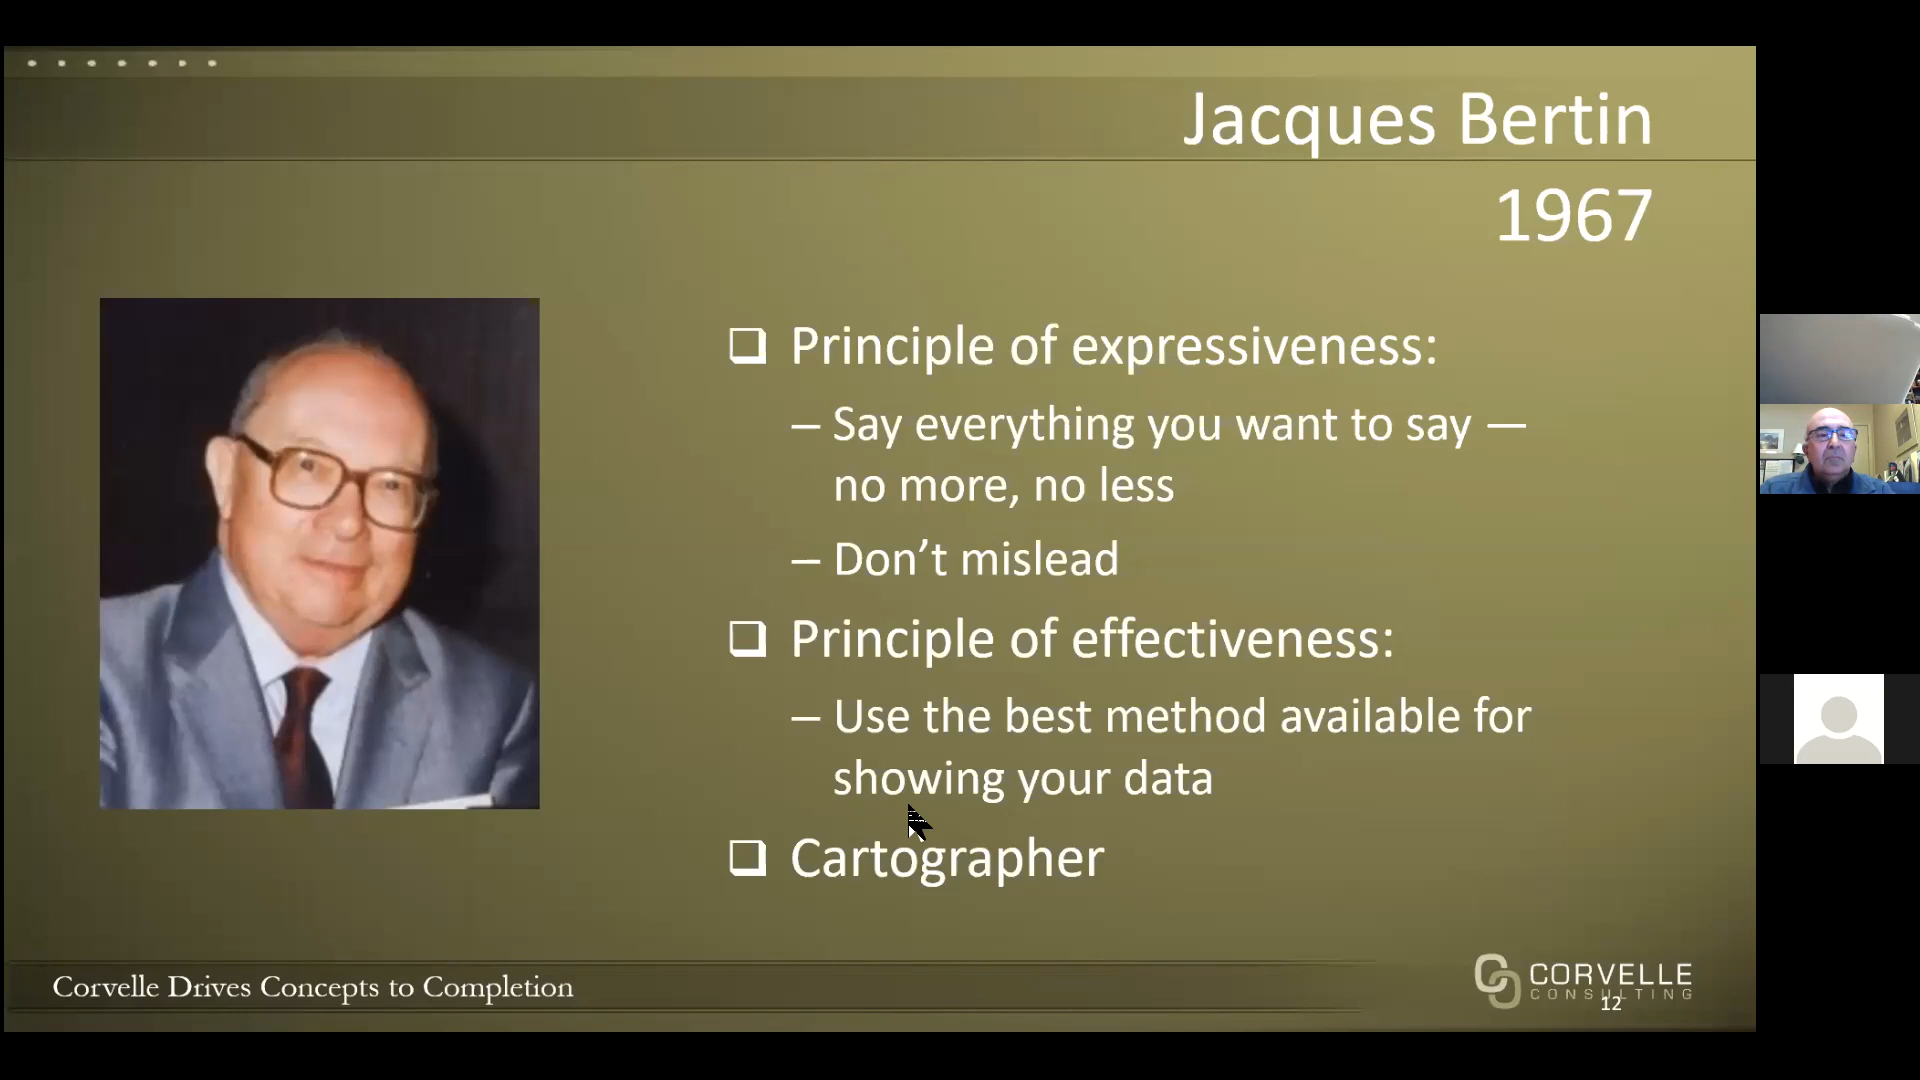 Jacques Bertin
1967
❑ Principle of expressiveness:
– Say everything you want to say —
no more, no less
– Don’t mislead
❑ Principle of effectiveness:
– Use the best method available for
showing your data
❑ Cartographer
Corvelle Drives Concepts to Completion
CORVELLE
CONSULTING
12